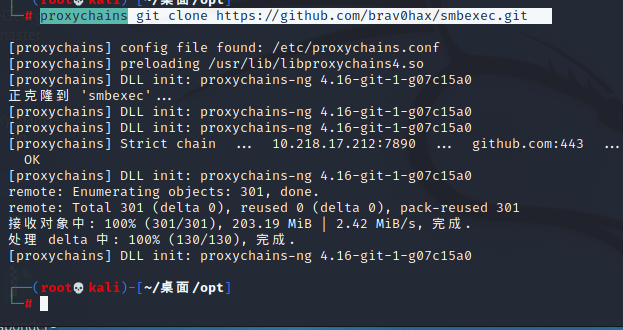 └─# proxychains git clone https://github.com/brav0hax/smbexec.git
[proxychains] config file found: /etc/proxychains.conf
[proxychains] preloading /usr/lib/libproxychains4.so
[proxychains] DLL init: proxychains-ng 4.16-git-1-g07c15a0
正克隆到 'smbexec'...
[proxychains] DLL init: proxychains-ng 4.16-git-1-g07c15a0
[proxychains] DLL init: proxychains-ng 4.16-git-1-g07c15a0
[proxychains] Strict chain  ...  10.218.17.212:7890  ...  github.com:443  ...
OK
[proxychains] DLL init: proxychains-ng 4.16-git-1-g07c15a0
remote: Enumerating objects: 301, done.
remote: Total 301 (delta 0), reused 0 (delta 0), pack-reused 301
接收对象中: 100% (301/301), 203.19 MiB | 2.42 MiB/s, 完成.
处理 delta 中: 100% (130/130), 完成.
[proxychains] DLL init: proxychains-ng 4.16-git-1-g07c15a0
┌──(root💀kali)-[~/桌面/opt]
└─#